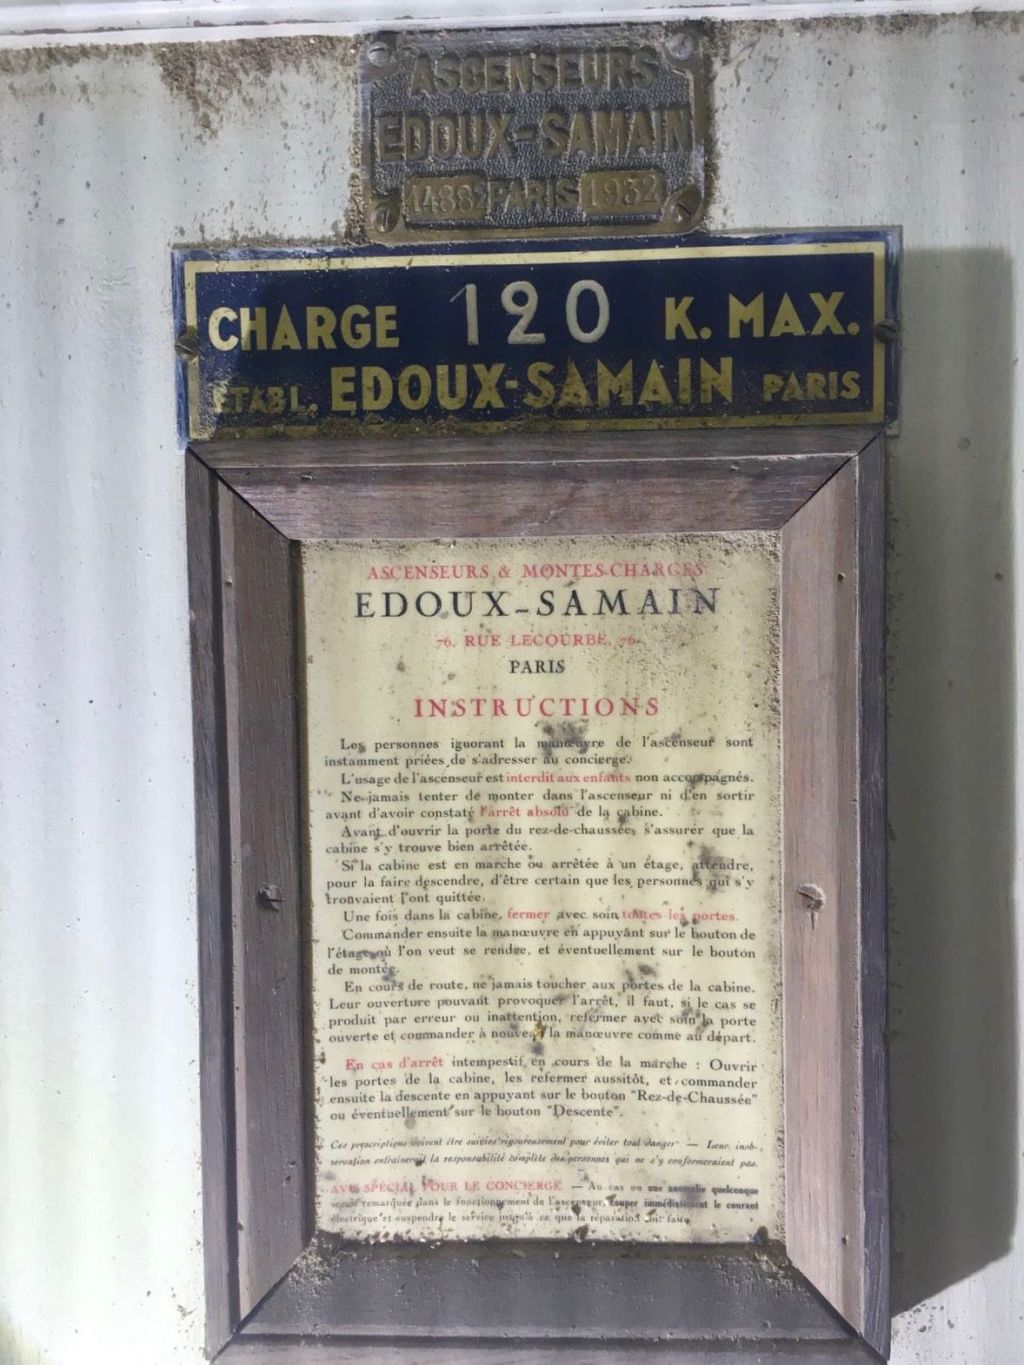 ASCENSEURS
EDOUX-SAMAIN
14882 PARIS 1932
CHARGE 120 K. MAX.
ETABL. EDOUX-SAMAIN PARIS
ASCENSEURS & MONTES-CHARGES
EDOUX-SAMAIN
76, RUE LECOURBE, 76
PARIS
INSTRUCTIONS
Les personnes ignorant la manœuvre de l'ascenseur sont
instamment priées de s'adresser au concierge.
L'usage de l'ascenseur est interdit aux enfants non accompagnés.
Ne jamais tenter de monter dans l'ascenseur ni d'en sortir
avant d'avoir constaté l'arrêt absolu de la cabine.
Avant d'ouvrir la porte du rez-de-chaussée, s'assurer que la
cabine s'y trouve bien arrêtée.
Si la cabine est en marche ou arrêtée à un étage, attendre,
pour la faire descendre, d'être certain que les personnes qui s'y
trouvaient l'ont quittée.
Une fois dans la cabine, fermer avec soin toutes les portes.
Commander ensuite la manœuvre en appuyant sur le bouton de
l'étage où l'on veut se rendre, et éventuellement sur le bouton
de montée.
En cours de route, ne jamais toucher aux portes de la cabine.
Leur ouverture pouvant provoquer l'arrêt, il faut, si le cas se
produit par erreur ou inattention, refermer avec soin la porte
ouverte et commander à nouveau la manœuvre comme au départ.
En cas d'arrêt intempestif en cours de la marche : Ouvrir
les portes de la cabine, les refermer aussitôt, et commander
ensuite la descente en appuyant sur le bouton "Rez-de-Chaussée"
ou éventuellement sur le bouton "Descente".
Ces prescriptions doivent être suivies rigoureusement pour éviter tout danger — Leur inob-
servation entraînerait la responsabilité complète des personnes qui ne s'y conformeraient pas.
AVIS SPÉCIAL POUR LE CONCIERGE. — Au cas ou une anomalie quelconque
serait remarquée dans le fonctionnement de l'ascenseur, couper immédiatement le courant
électrique et suspendre le service jusqu'à ce que la réparation soit faite